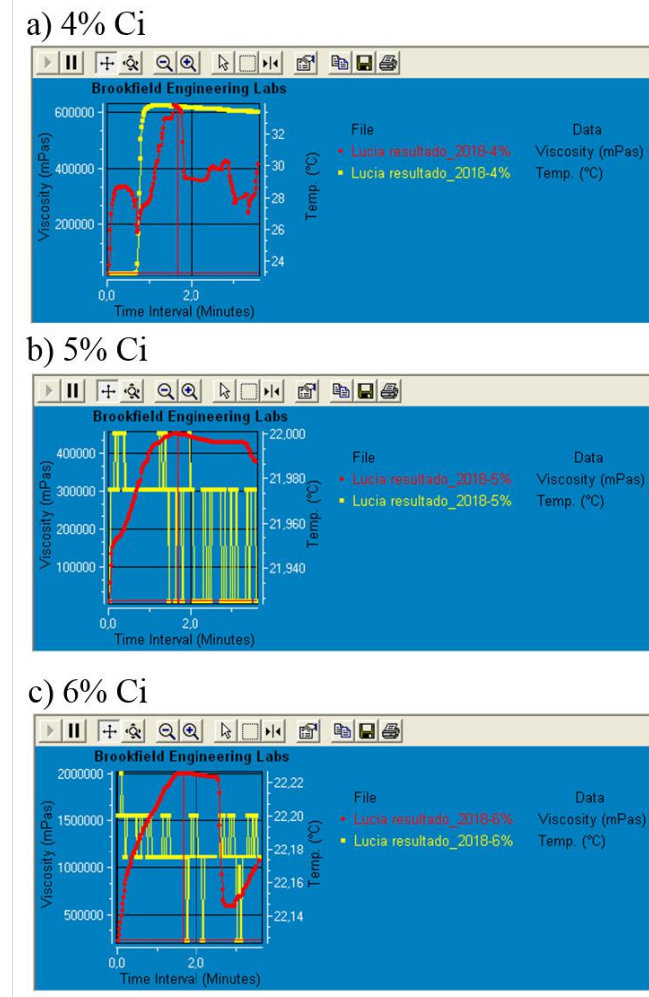 a) 4% Ci
Brookfield Engineering Labs
600000
400000
200000
Viscosity (mPas)
32
30
28
26
24
Temp. (°C)
0,0
2,0
Time Interval (Minutes)
File
Data
Lucia resultado_2018-4%
Viscosity (mPas)
Lucia resultado_2018-4%
Temp. (°C)
b) 5% Ci
Brookfield Engineering Labs
400000
300000
200000
100000
Viscosity (mPas)
22,000
21,980
21,960
21,940
Temp. (°C)
0,0
2,0
Time Interval (Minutes)
File
Data
Lucia resultado_2018-5%
Viscosity (mPas)
Lucia resultado_2018-5%
Temp. (°C)
c) 6% Ci
Brookfield Engineering Labs
2000000
1500000
1000000
500000
Viscosity (mPas)
22,22
22,20
22,18
22,16
22,14
Temp. (°C)
0,0
2,0
Time Interval (Minutes)
File
Data
Lucia resultado_2018-6%
Viscosity (mPas)
Lucia resultado_2018-6%
Temp. (°C)